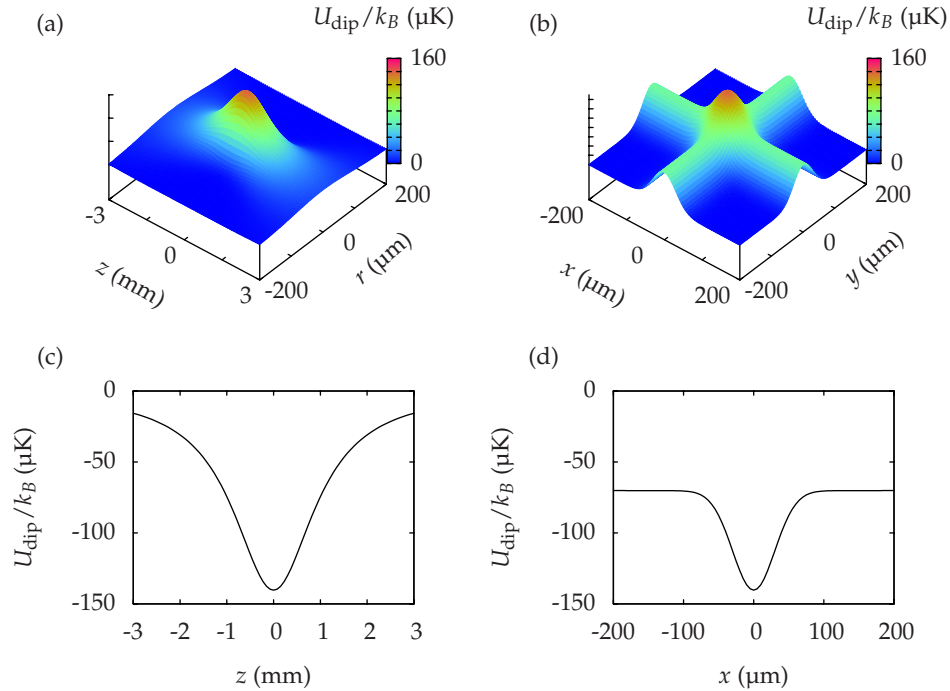 (a)
U_dip/k_B (μK)
160
0
-3
0
3
z (mm)
-200
0
200
r (μm)
(b)
U_dip/k_B (μK)
160
0
-200
0
200
x (μm)
-200
0
200
y (μm)
(c)
U_dip/k_B (μK)
0
-50
-100
-150
-3 -2 -1 0 1 2 3
z (mm)
(d)
U_dip/k_B (μK)
0
-50
-100
-150
-200 -100 0 100 200
x (μm)